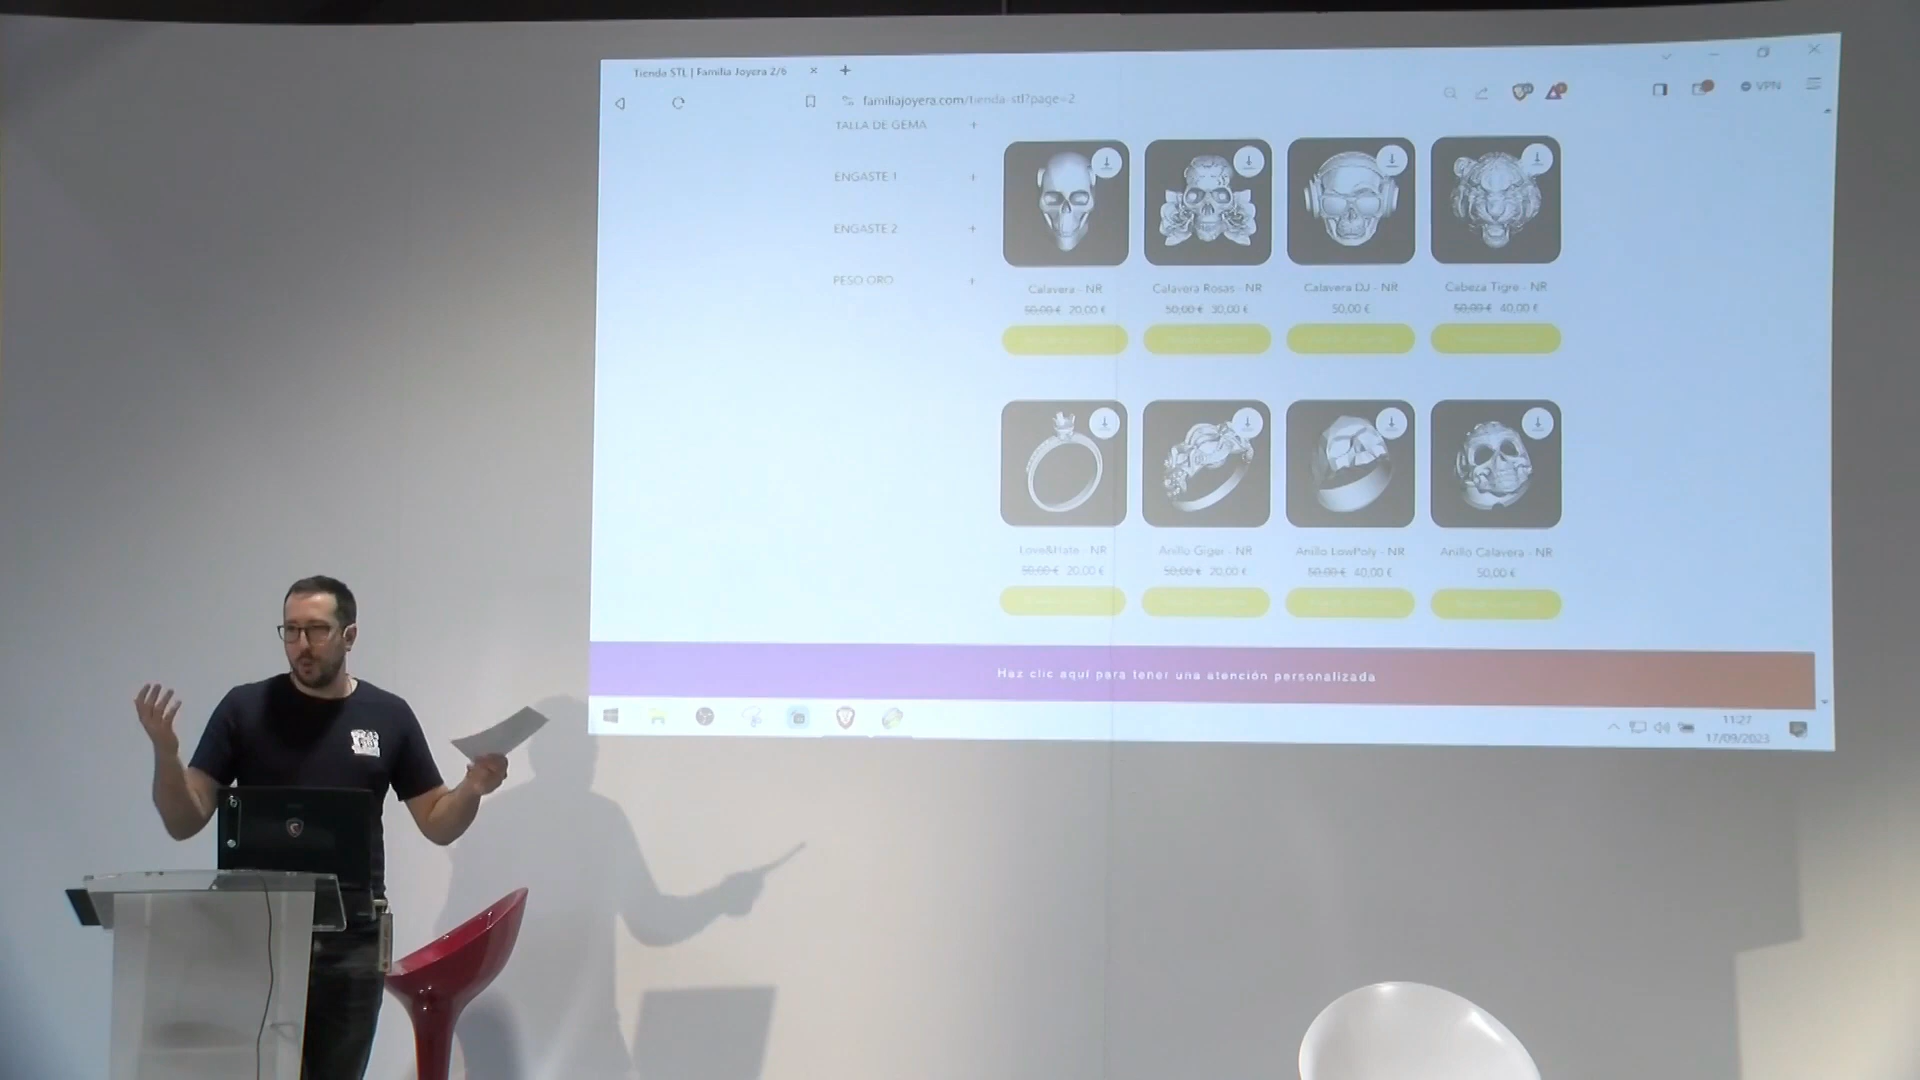 Tienda STL | Familia Joyera 2/6
familiajoyera.com/tienda-stl?page=2
VPN
TALLA DE GEMA +
ENGASTE 1 +
ENGASTE 2 +
PESO ORO +
Calavera - NR
50,00 € 20,00 €
Calavera Rosas - NR
50,00 € 30,00 €
Calavera DJ - NR
50,00 €
Cabeza Tigre - NR
50,00 € 40,00 €
Love&Hate - NR
50,00 € 20,00 €
Anillo Giger - NR
50,00 € 20,00 €
Anillo LowPoly - NR
50,00 € 40,00 €
Anillo Calavera - NR
50,00 €
Haz clic aquí para tener una atención personalizada
11:27
17/09/2023